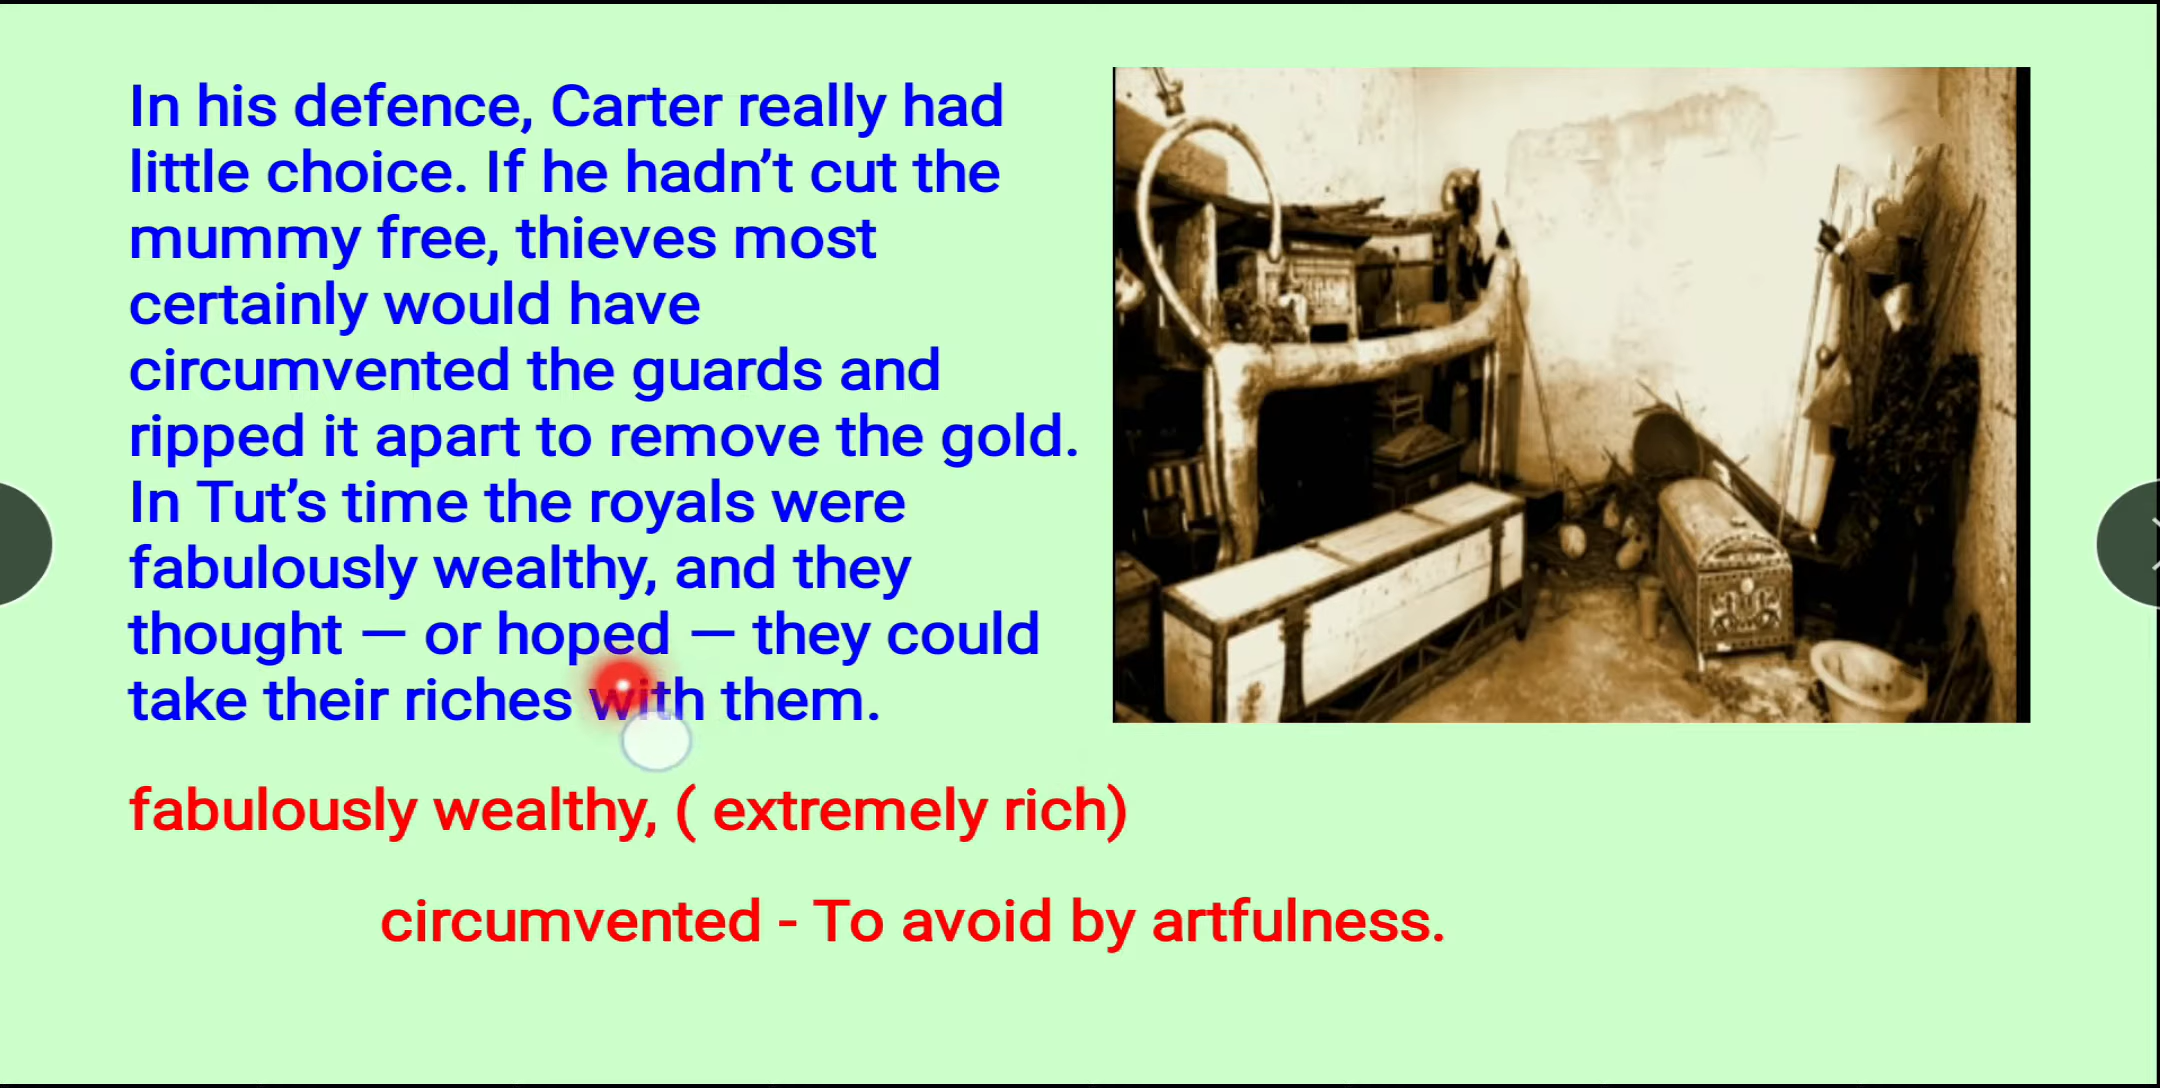 In his defence, Carter really had
little choice. If he hadn’t cut the
mummy free, thieves most
certainly would have
circumvented the guards and
ripped it apart to remove the gold.
In Tut’s time the royals were
fabulously wealthy, and they
thought — or hoped — they could
take their riches with them.
fabulously wealthy, ( extremely rich)
circumvented - To avoid by artfulness.